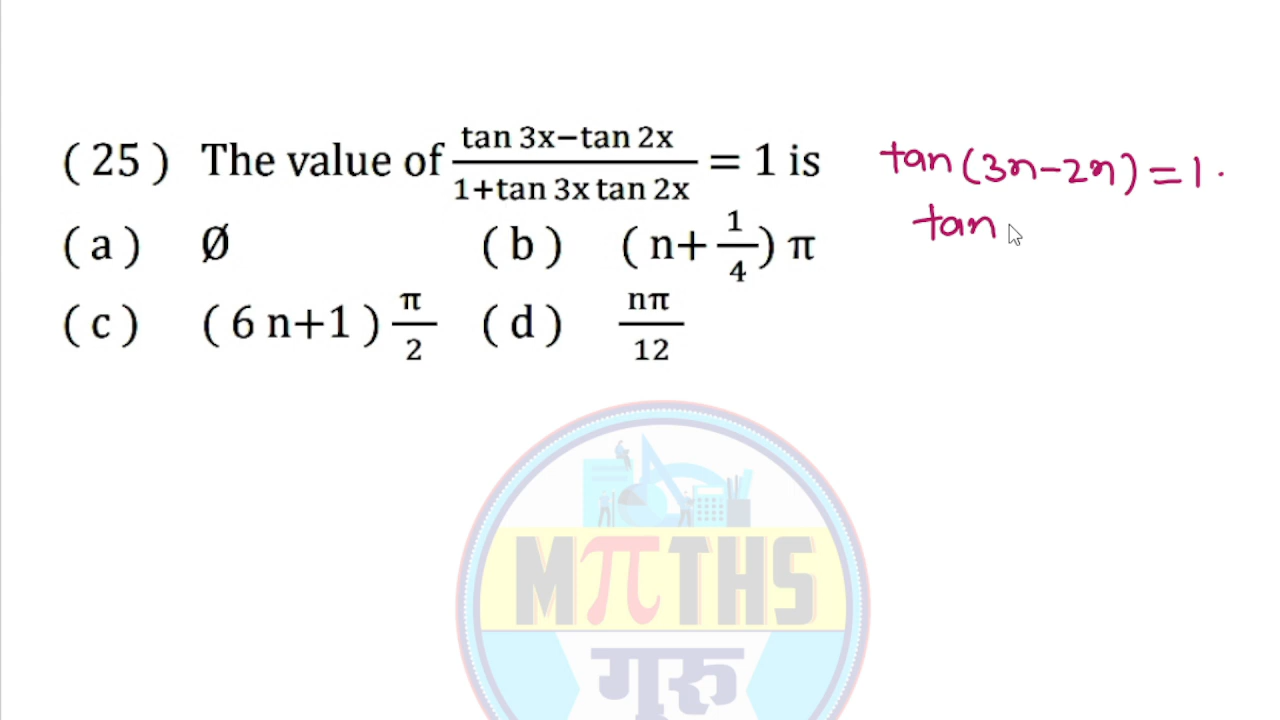 ( 25 ) The value of tan 3x−tan 2x / 1+tan 3x tan 2x = 1 is
tan (3x−2x) = 1 .
tan
( a ) Ø ( b ) ( n+ 1/4 ) π
( c ) ( 6 n+1 ) π/2 ( d ) nπ/12
MπTHS
गुरु